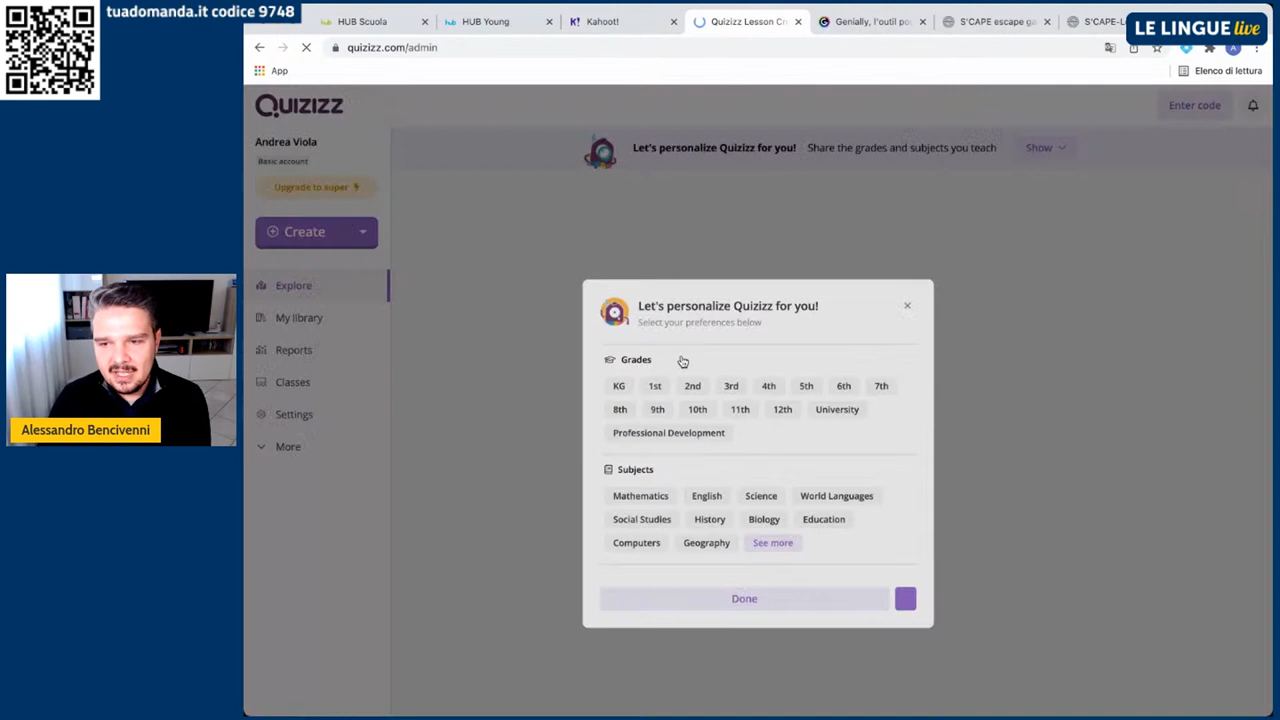 tuadomanda.it codice 9748
HUB Scuola
HUB Young
Kahoot!
Quizizz Lesson Cr
Genially, l'outil po
S'CAPE escape ga
S'CAPE-L
LE LINGUE live
quizizz.com/admin
App
Elenco di lettura
Quizizz
Enter code
Andrea Viola
Basic account
Upgrade to super
Let's personalize Quizizz for you! Share the grades and subjects you teach
Show
Create
Explore
My library
Reports
Classes
Settings
More
Let's personalize Quizizz for you!
Select your preferences below
Grades
KG 1st 2nd 3rd 4th 5th 6th 7th
8th 9th 10th 11th 12th University
Professional Development
Subjects
Mathematics English Science World Languages
Social Studies History Biology Education
Computers Geography See more
Done
Alessandro Bencivenni